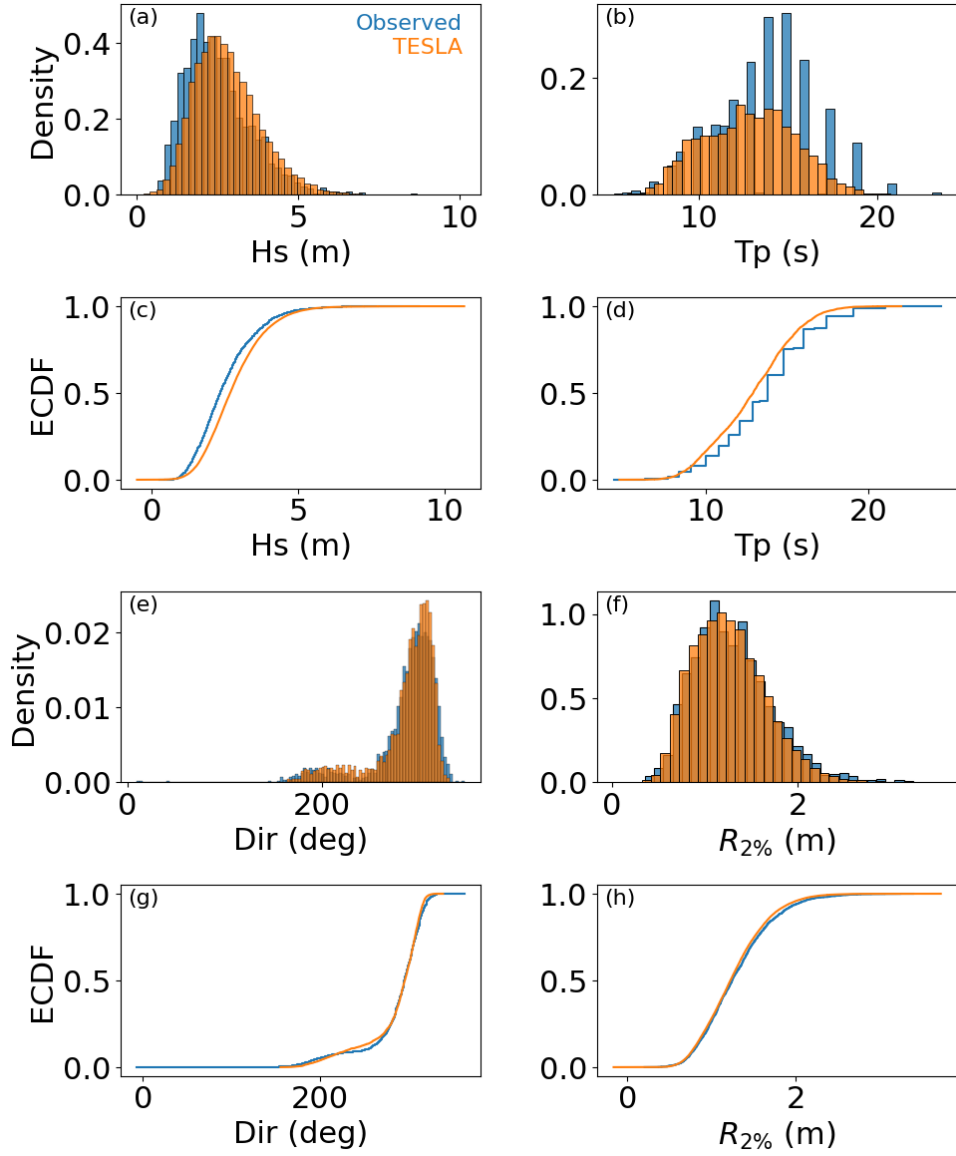 (a)
Observed
TESLA
Density
0.4
0.2
0.0
0
5
10
Hs (m)
(b)
0.2
0.0
10
20
Tp (s)
(c)
ECDF
1.0
0.5
0.0
0
5
10
Hs (m)
(d)
1.0
0.5
0.0
10
20
Tp (s)
(e)
Density
0.02
0.01
0.00
0
200
Dir (deg)
(f)
1.0
0.5
0.0
0
2
R2% (m)
(g)
ECDF
1.0
0.5
0.0
0
200
Dir (deg)
(h)
1.0
0.5
0.0
0
2
R2% (m)